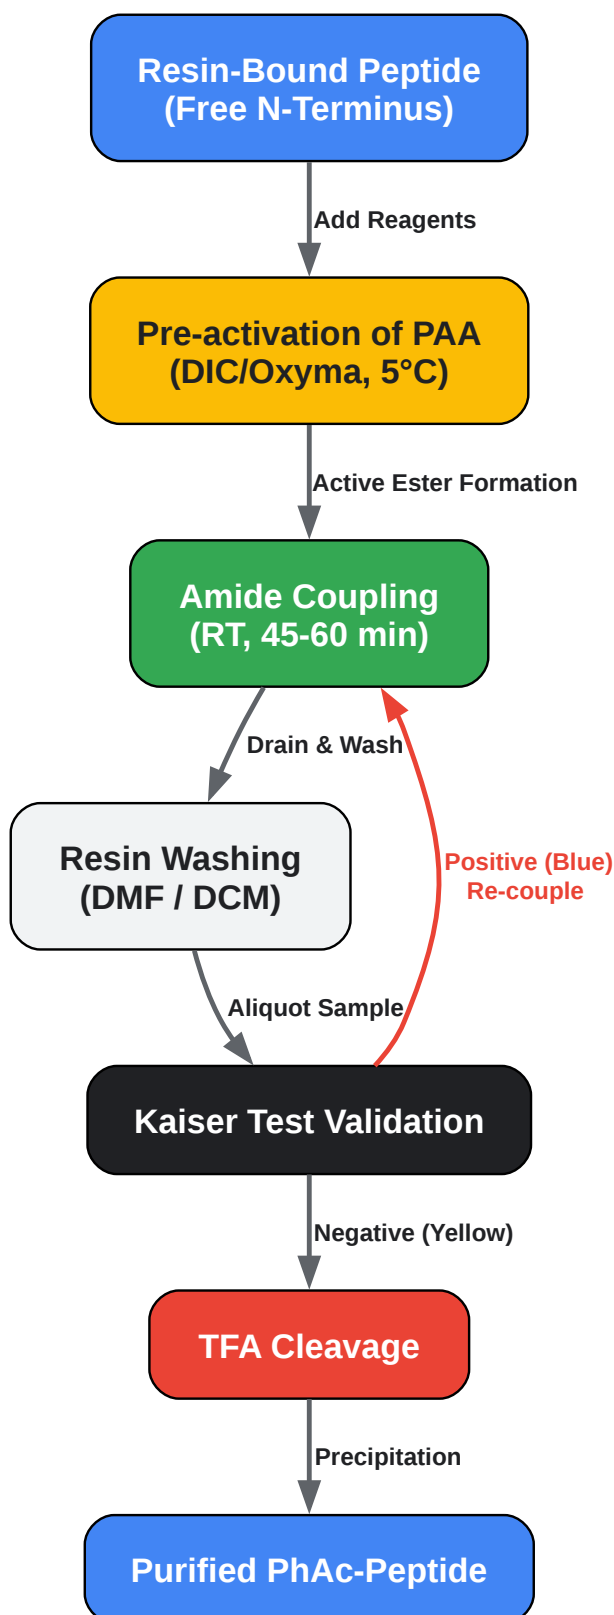 Resin-Bound Peptide
(Free N-Terminus)
Add Reagents
Pre-activation of PAA
(DIC/Oxyma, 5°C)
Active Ester Formation
Amide Coupling
(RT, 45-60 min)
Drain & Wash
Resin Washing
(DMF / DCM)
Positive (Blue)
Re-couple
Aliquot Sample
Kaiser Test Validation
Negative (Yellow)
TFA Cleavage
Precipitation
Purified PhAc-Peptide